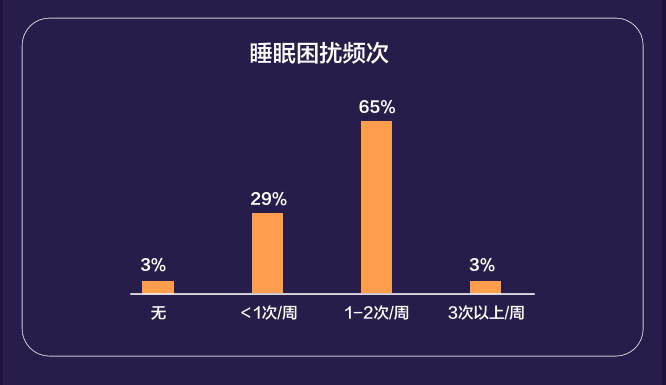 睡眠困扰频次
65%
29%
3%
3%
无
<1次/周
1-2次/周
3次以上/周